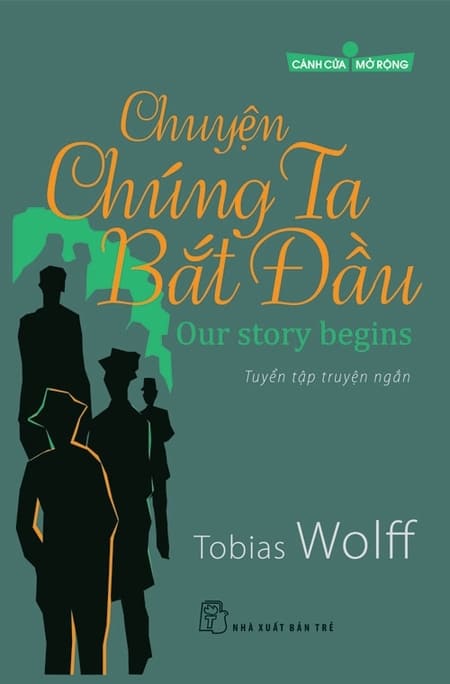 CÁNH CỬA MỞ RỘNG
Chuyện
Chúng Ta
Bắt Đầu
Our story begins
Tuyển tập truyện ngắn
Tobias Wolff
NHÀ XUẤT BẢN TRẺ